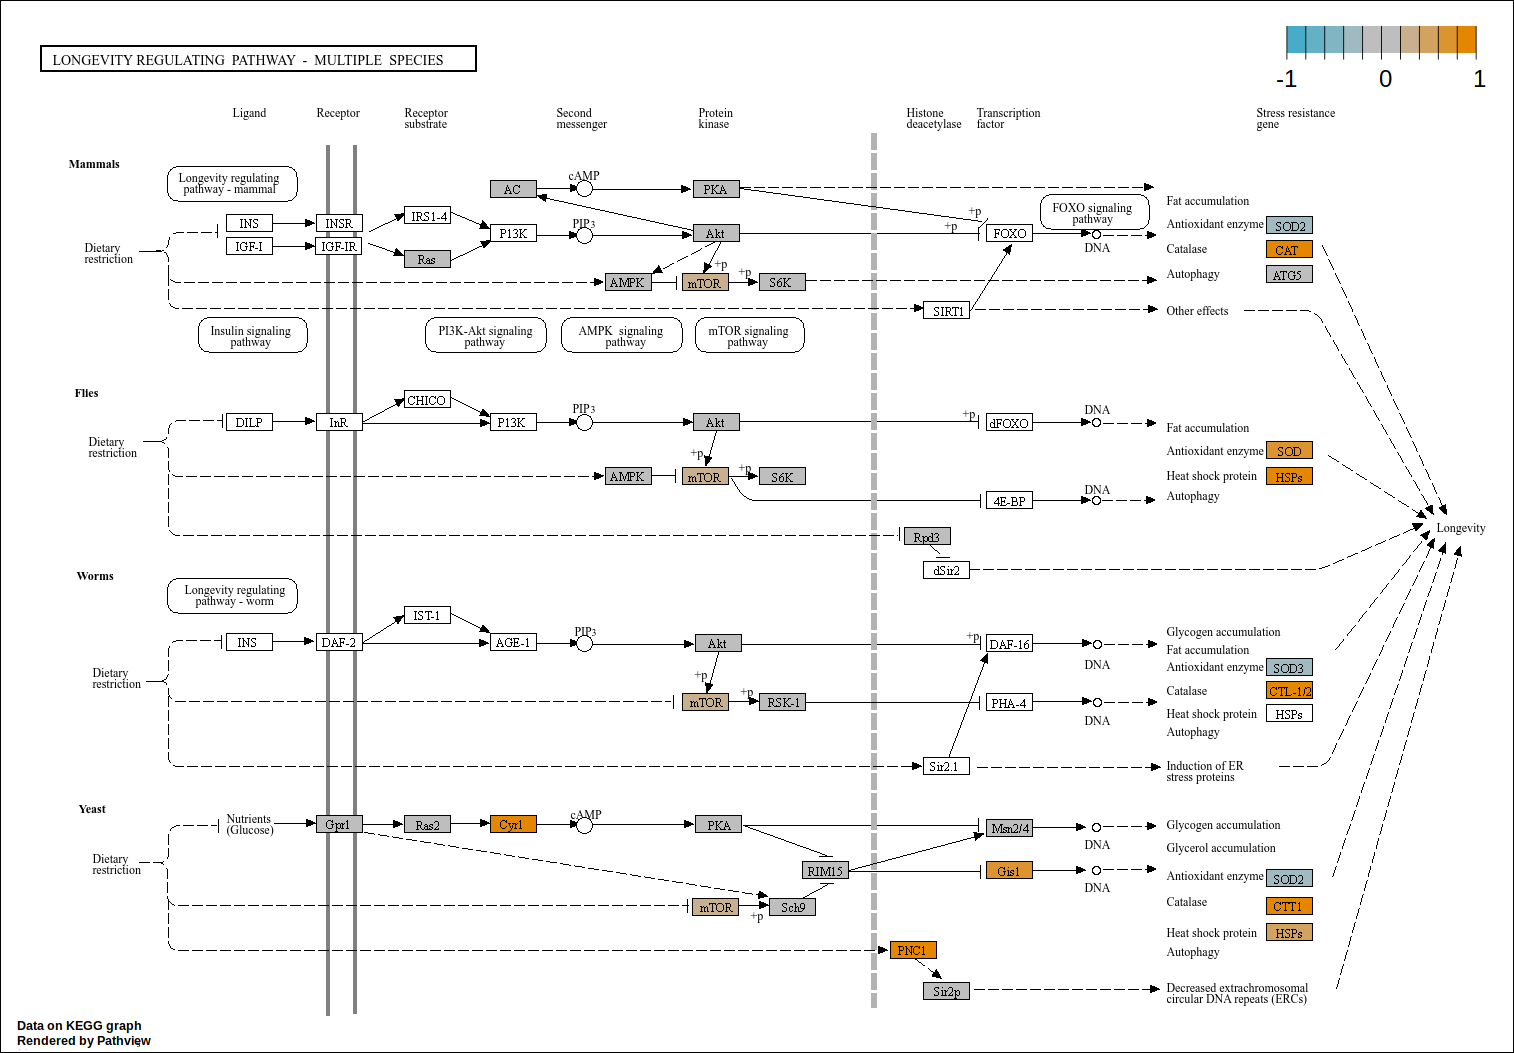 LONGEVITY REGULATING PATHWAY - MULTIPLE SPECIES
-1 0 1
Ligand
Receptor
Receptor
substrate
Second
messenger
Protein
kinase
Histone
deacetylase
Transcription
factor
Stress resistance
gene
Mammals
Longevity regulating
pathway - mammal
AC
cAMP
PKA
+p
FOXO signaling
pathway
Fat accumulation
INS
INSR
IRS1-4
P13K
PIP3
Akt
+p
FOXO
DNA
Antioxidant enzyme
SOD2
IGF-I
IGF-IR
Dietary
restriction
Ras
Catalase
CAT
+p
+p
AMPK
mTOR
S6K
Autophagy
ATG5
SIRT1
Other effects
Insulin signaling
pathway
PI3K-Akt signaling
pathway
AMPK signaling
pathway
mTOR signaling
pathway
Flies
CHICO
PIP3
+p
DNA
DILP
InR
P13K
Akt
dFOXO
Fat accumulation
Dietary
restriction
+p
Antioxidant enzyme
SOD
+p
AMPK
mTOR
S6K
Heat shock protein
HSPs
DNA
4E-BP
Autophagy
Longevity
Rpd3
dSir2
Worms
Longevity regulating
pathway - worm
IST-1
PIP3
+p
INS
DAF-2
AGE-1
Akt
DAF-16
DNA
Glycogen accumulation
Fat accumulation
Antioxidant enzyme
SOD3
Dietary
restriction
+p
+p
mTOR
RSK-1
PHA-4
DNA
Catalase
CTL-1/2
Heat shock protein
HSPs
Autophagy
Sir2.1
Induction of ER
stress proteins
Yeast
Nutrients
(Glucose)
Gpr1
Ras2
Cyr1
cAMP
PKA
Msn2/4
DNA
Glycogen accumulation
Glycerol accumulation
Dietary
restriction
RIM15
Gis1
DNA
Antioxidant enzyme
SOD2
mTOR
+p
Sch9
Catalase
CTT1
Heat shock protein
HSPs
Autophagy
PNC1
Sir2p
Decreased extrachromosomal
circular DNA repeats (ERCs)
Data on KEGG graph
Rendered by Pathview